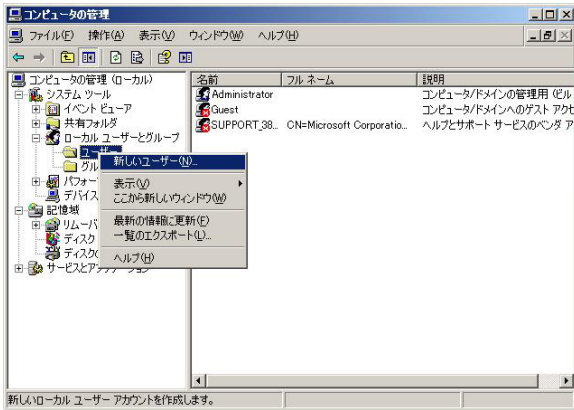 コンピュータの管理
ファイル(F) 操作(A) 表示(V) ウィンドウ(W) ヘルプ(H)
コンピュータの管理 (ローカル)
システム ツール
イベント ビューア
共有フォルダ
ローカル ユーザーとグループ
ユーザー
グル
パフォー
デバイス
記憶域
リムーバ
ディスク
ディスクの
サービスとアプリケーション
名前 フル ネーム 説明
Administrator コンピュータ/ドメインの管理用 (ビル
Guest コンピュータ/ドメインへのゲスト アクセ
SUPPORT_38... CN=Microsoft Corporatio... ヘルプとサポート サービスのベンダ ア
新しいユーザー(N)...
表示(V)
ここから新しいウィンドウ(W)
最新の情報に更新(F)
一覧のエクスポート(L)...
ヘルプ(H)
新しいローカル ユーザー アカウントを作成します。